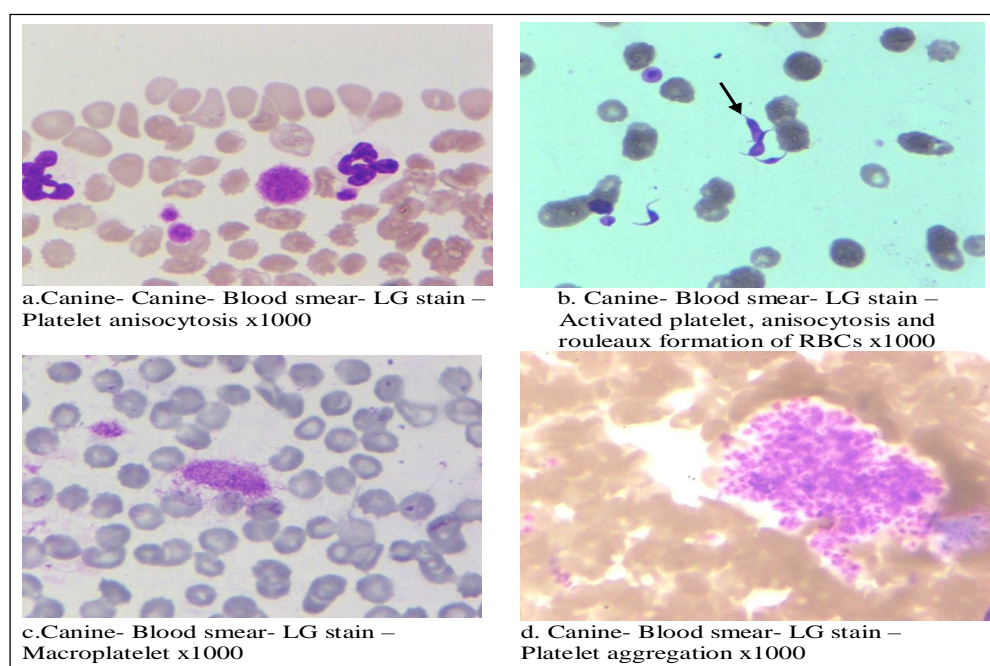 a.Canine- Canine- Blood smear- LG stain –
Platelet anisocytosis x1000
b. Canine- Blood smear- LG stain –
Activated platelet, anisocytosis and
rouleaux formation of RBCs x1000
c.Canine- Blood smear- LG stain –
Macroplatelet x1000
d. Canine- Blood smear- LG stain –
Platelet aggregation x1000